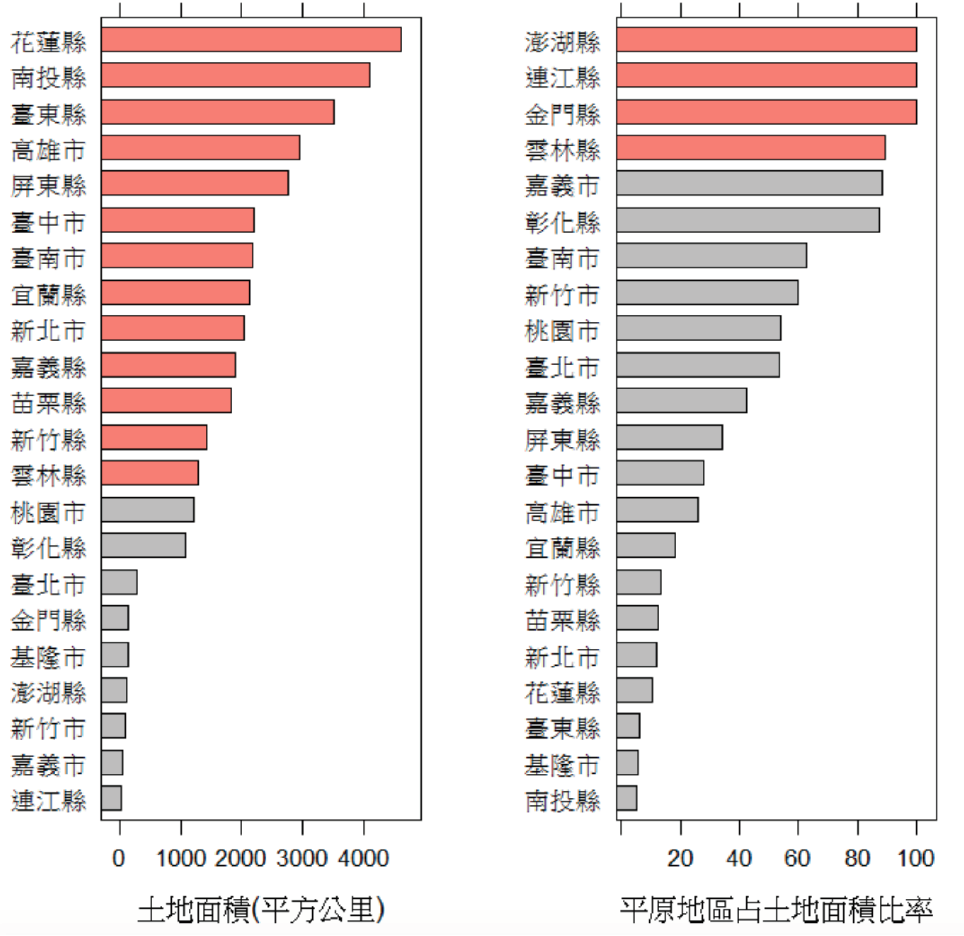 花蓮縣
南投縣
臺東縣
高雄市
屏東縣
臺中市
臺南市
宜蘭縣
新北市
嘉義縣
苗栗縣
新竹縣
雲林縣
桃園市
彰化縣
臺北市
金門縣
基隆市
澎湖縣
新竹市
嘉義市
連江縣
0 1000 2000 3000 4000
土地面積(平方公里)
澎湖縣
連江縣
金門縣
雲林縣
嘉義市
彰化縣
臺南市
新竹市
桃園市
臺北市
嘉義縣
屏東縣
臺中市
高雄市
宜蘭縣
新竹縣
苗栗縣
新北市
花蓮縣
臺東縣
基隆市
南投縣
20 40 60 80 100
平原地區占土地面積比率